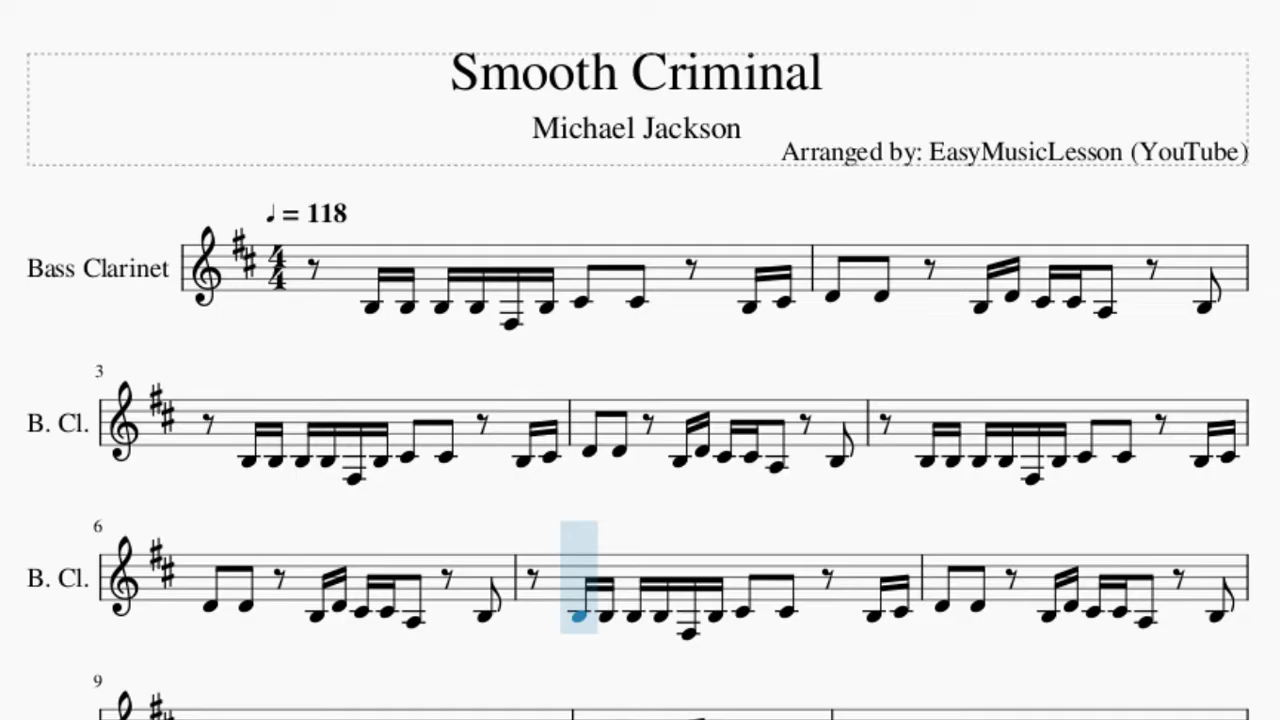 Smooth Criminal
Michael Jackson
Arranged by: EasyMusicLesson (YouTube)
♩ = 118
Bass Clarinet
4
4
3
B. Cl.
6
B. Cl.
9